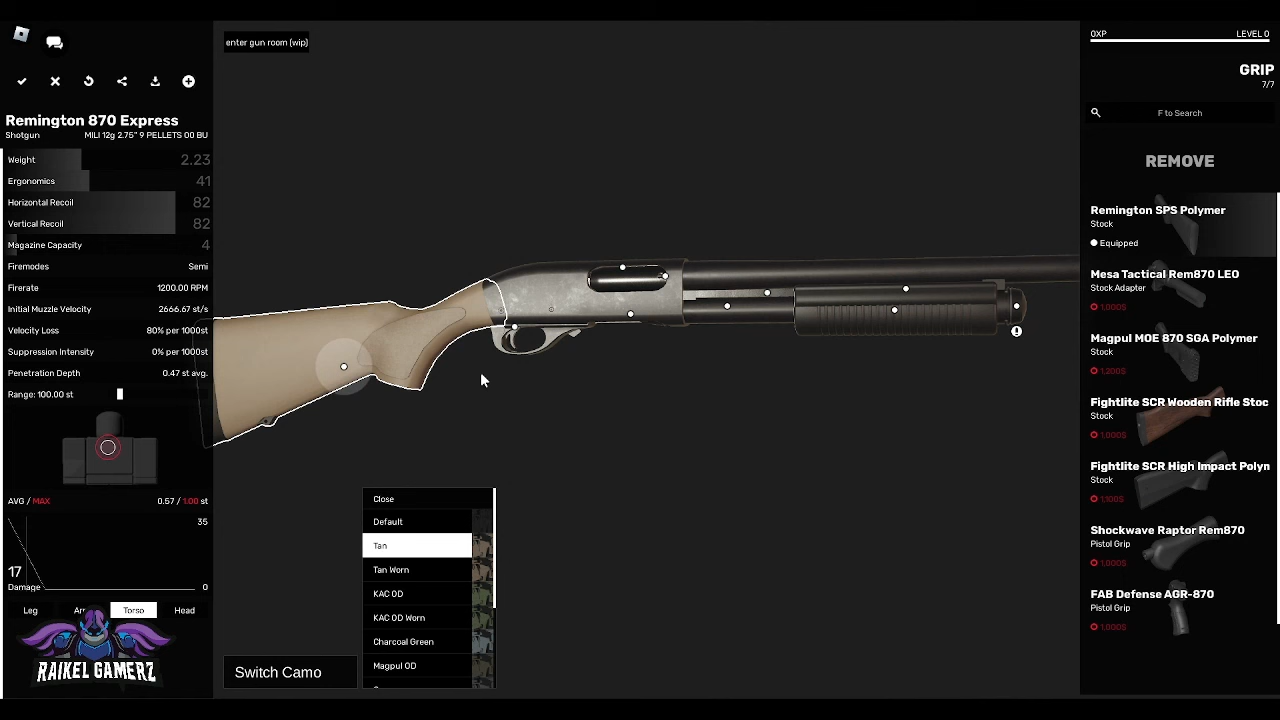 enter gun room (wip)
Remington 870 Express
Shotgun MILI 12g 2.75" 9 PELLETS 00 BU
Weight 2.23
Ergonomics 41
Horizontal Recoil 82
Vertical Recoil 82
Magazine Capacity 4
Firemodes Semi
Firerate 1200.00 RPM
Initial Muzzle Velocity 2666.67 st/s
Velocity Loss 80% per 1000st
Suppression Intensity 0% per 1000st
Penetration Depth 0.47 st avg.
Range: 100.00 st
AVG / MAX 0.57 / 1.00 st
35
17
Damage 0
Leg Torso Head
RAIKEL GAMERZ
Close
Default
Tan
Tan Worn
KAC OD
KAC OD Worn
Charcoal Green
Magpul OD
Switch Camo
0XP LEVEL 0
GRIP
7/7
F to Search
REMOVE
Remington SPS Polymer
Stock
Equipped
Mesa Tactical Rem870 LEO
Stock Adapter
1,000$
Magpul MOE 870 SGA Polymer
Stock
1,200$
Fightlite SCR Wooden Rifle Stoc
Stock
1,000$
Fightlite SCR High Impact Polyn
Stock
1,100$
Shockwave Raptor Rem870
Pistol Grip
1,000$
FAB Defense AGR-870
Pistol Grip
1,000$